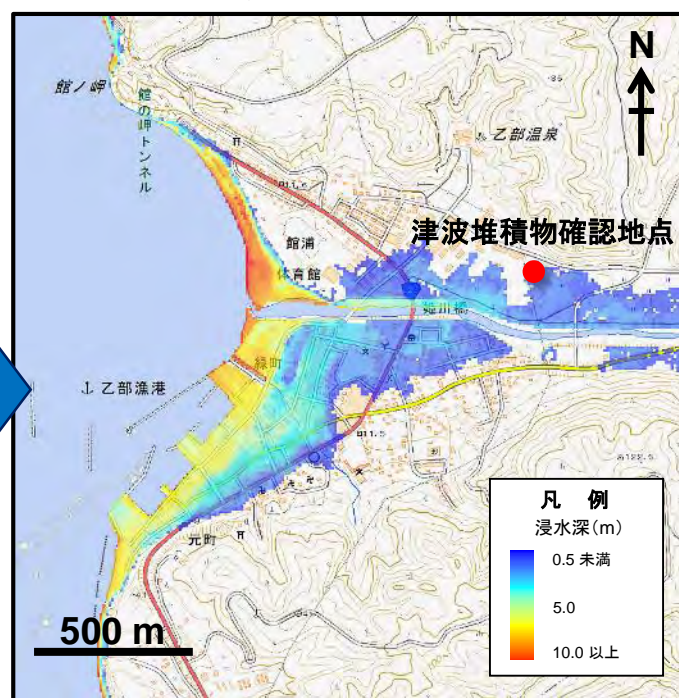 N
館ノ岬
館の岬トンネル
乙部温泉
津波堆積物確認地点
館浦
体育館
姫川橋
緑町
乙部漁港
元町
500 m
凡 例
浸水深(m)
0.5 未満
5.0
10.0 以上